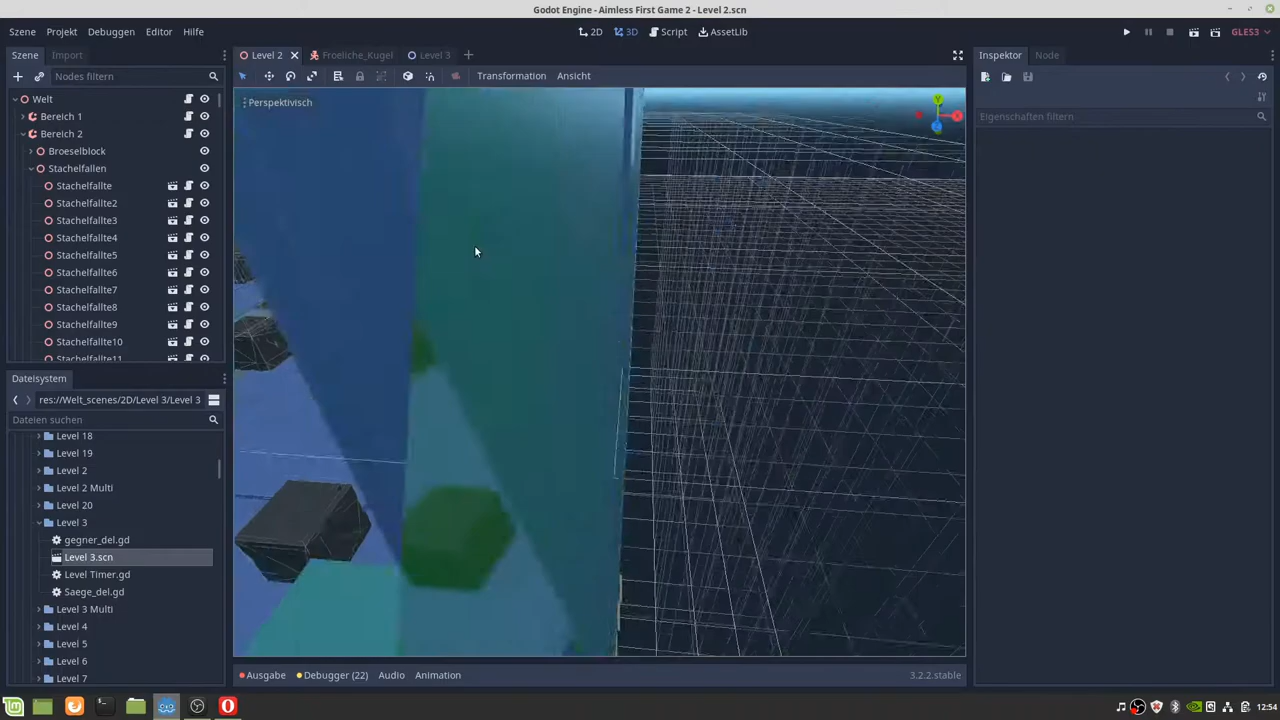 Godot Engine - Aimless First Game 2 - Level 2.scn
Szene Projekt Debuggen Editor Hilfe
2D 3D Script AssetLib
GLES3
Szene Import
Nodes filtern
Welt
Bereich 1
Bereich 2
Broeselblock
Stachelfallen
Stachelfallte
Stachelfallte2
Stachelfallte3
Stachelfallte4
Stachelfallte5
Stachelfallte6
Stachelfallte7
Stachelfallte8
Stachelfallte9
Stachelfallte10
Stachelfallte11
Dateisystem
res://Welt_scenes/2D/Level 3/Level 3
Dateien suchen
Level 18
Level 19
Level 2
Level 2 Multi
Level 20
Level 3
gegner_del.gd
Level 3.scn
Level Timer.gd
Saege_del.gd
Level 3 Multi
Level 4
Level 5
Level 6
Level 7
Level 2 Froeliche_Kugel Level 3
Transformation Ansicht
Perspektivisch
Y
X
Z
Ausgabe Debugger (22) Audio Animation 3.2.2.stable
Inspektor Node
Eigenschaften filtern
12:54